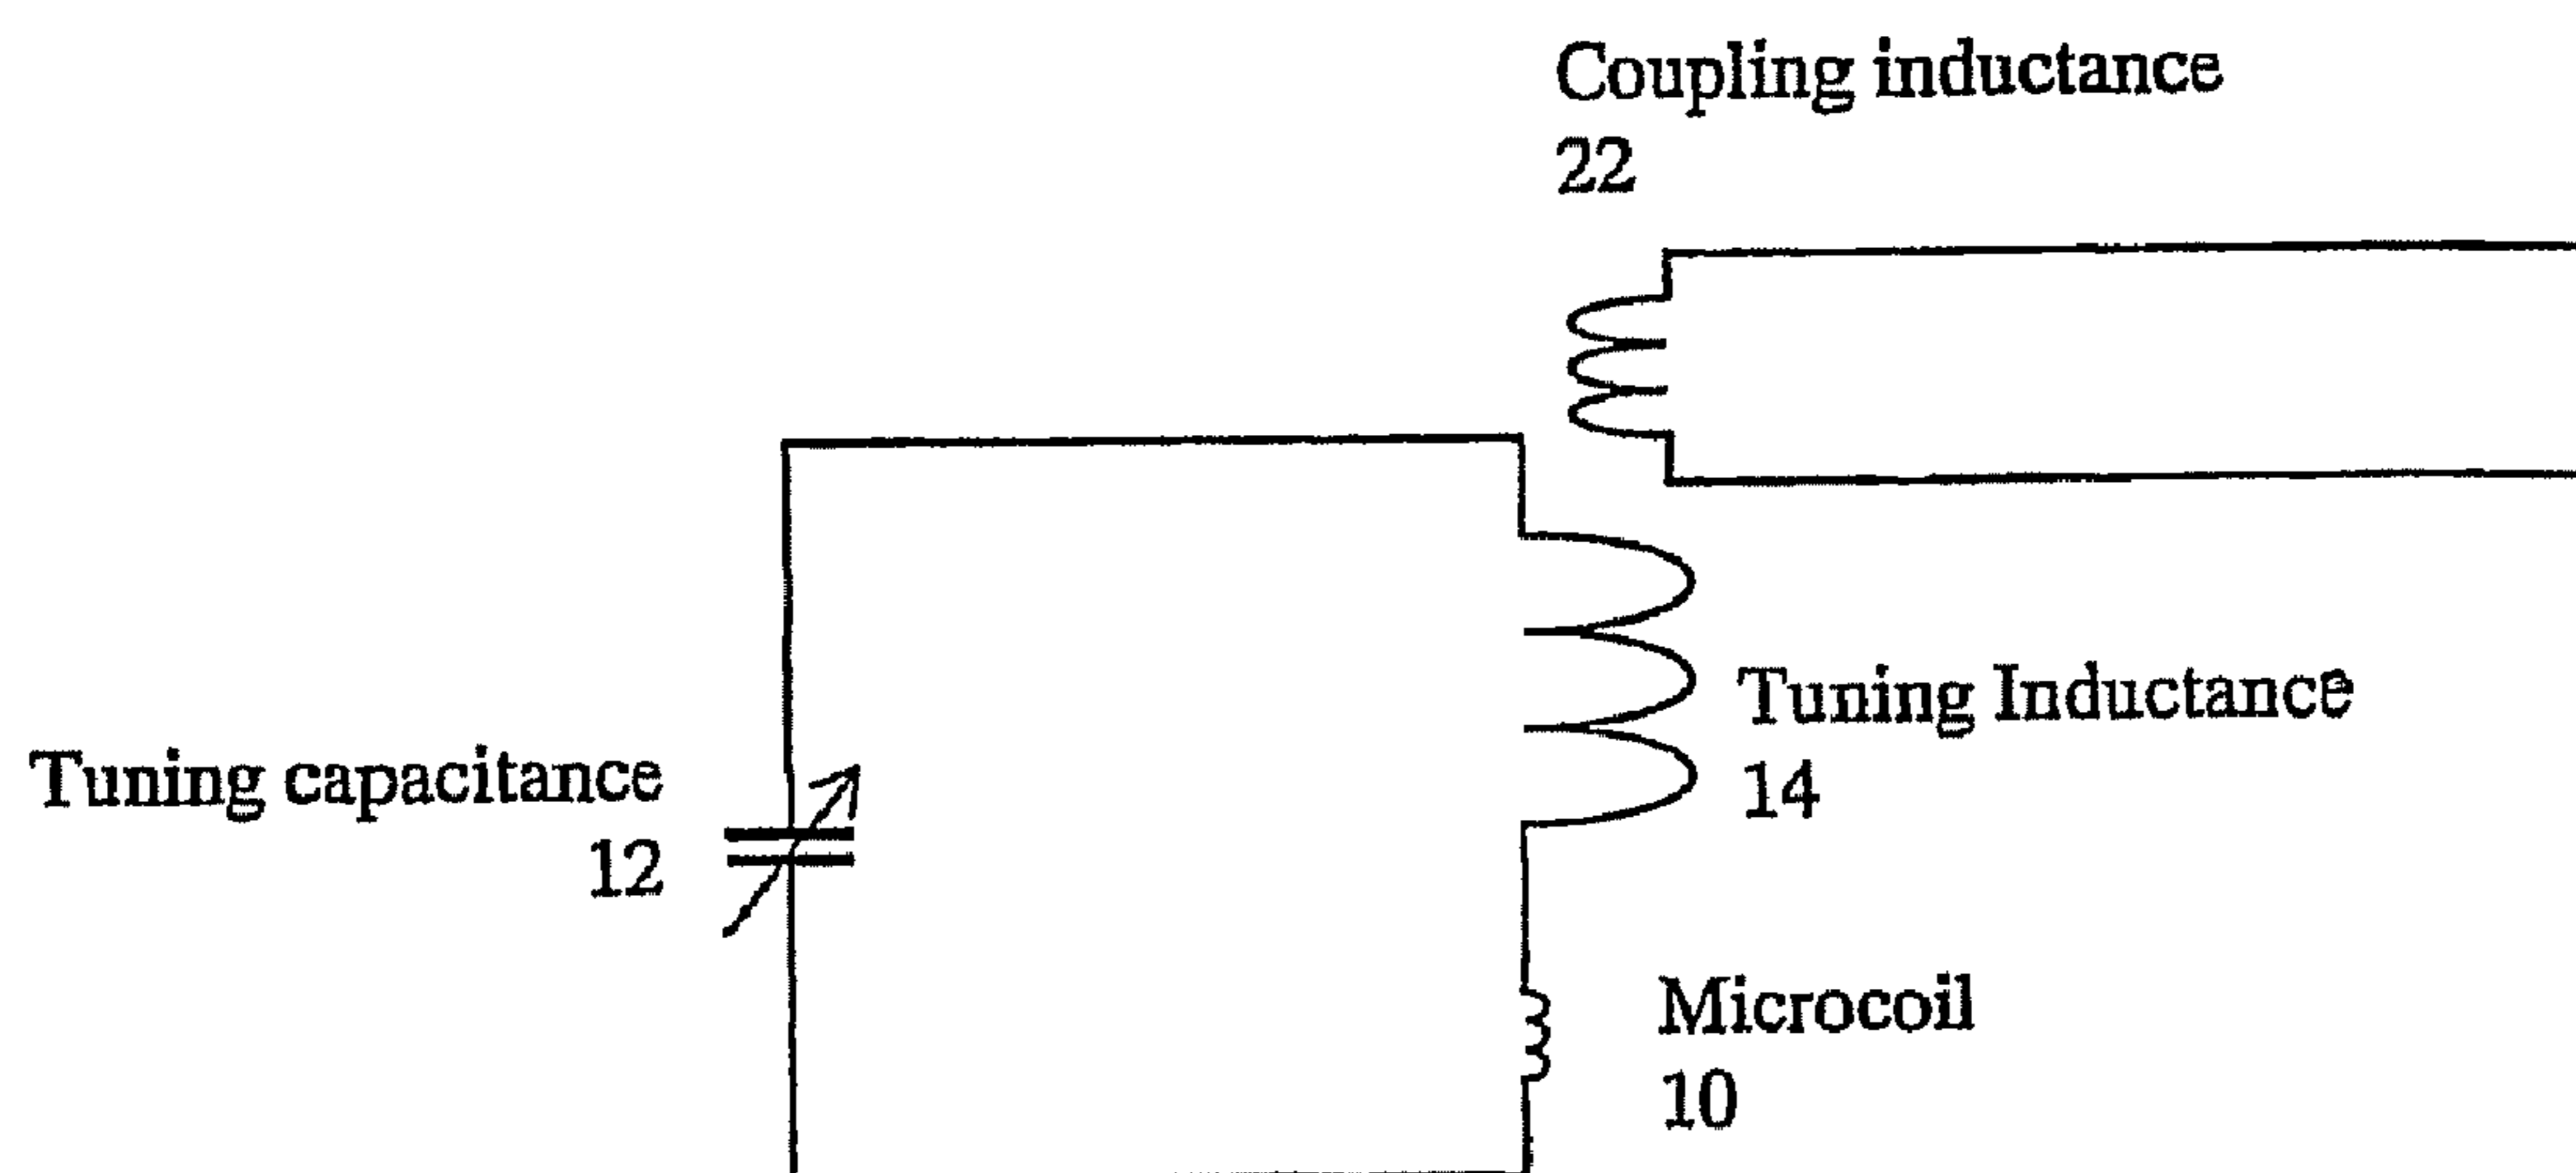 Coupling inductance
22
Tuning Inductance
14
Tuning capacitance
12
Microcoil
10